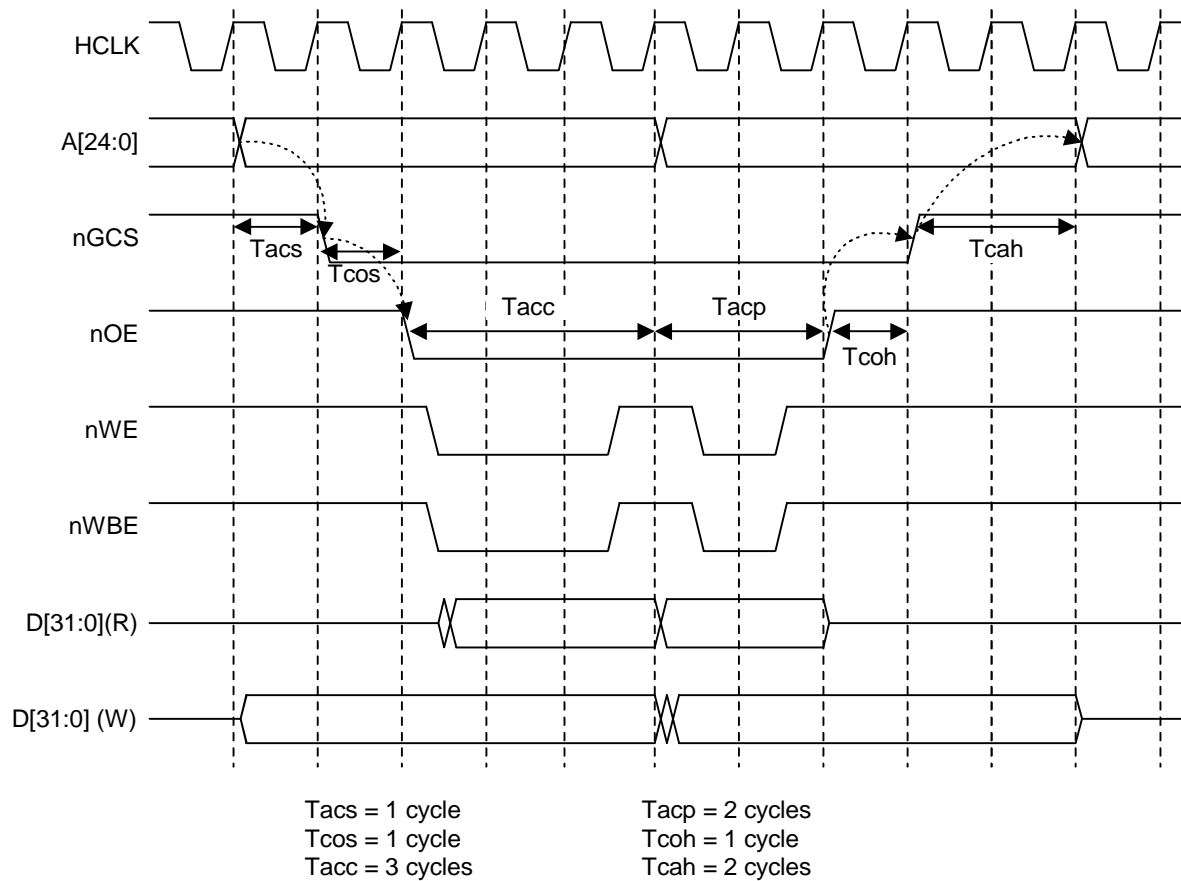 HCLK
A[24:0]
nGCS
Tacs
Tcah
Tcos
Tacc
Tacp
nOE
Tcoh
nWE
nWBE
D[31:0](R)
D[31:0] (W)
Tacs = 1 cycle
Tcos = 1 cycle
Tacc = 3 cycles
Tacp = 2 cycles
Tcoh = 1 cycle
Tcah = 2 cycles